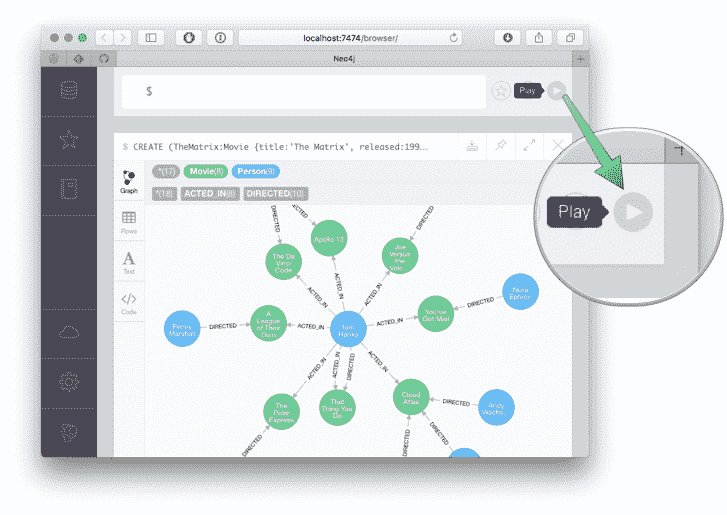 localhost:7474/browser/
Neo4j
$
Play
$ CREATE (TheMatrix:Movie {title:'The Matrix', released:199...
Graph
*(17) Movie(8) Person(9)
*(18) ACTED_IN(8) DIRECTED(10)
Rows
Text
Code
Play
DIRECTED
DIRECTED
Apollo 13
The Da
Vinci
Code
Joe
Versus
the
Volc...
ACTED_IN
ACTED_IN
ACTED_IN
Nora
Ephron
DIRECTED
A
League
of Their
Own
You've
Got Mail
Penny
Marshall
DIRECTED
ACTED_IN
Tom
Hanks
ACTED_IN
ACTED_IN
ACTED_IN
DIRECTED
ACTED_IN
The
Polar
Express
That
Thing You
Do
Cloud
Atlas
DIRECTED
Andy
Wacho...
DIRECTED
DIRECTED
DIRECTED